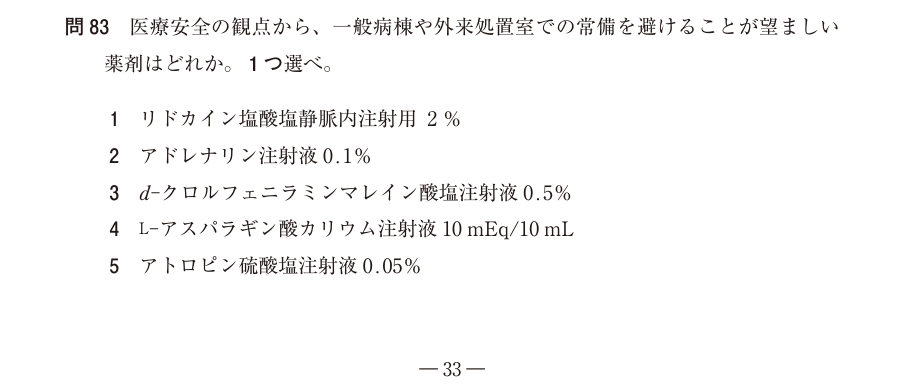 問 83 医療安全の観点から、一般病棟や外来処置室での常備を避けることが望ましい
薬剤はどれか。1つ選べ。
1 リドカイン塩酸塩静脈内注射用 2 %
2 アドレナリン注射液 0.1%
3 d-クロルフェニラミンマレイン酸塩注射液 0.5%
4 L-アスパラギン酸カリウム注射液 10 mEq/10 mL
5 アトロピン硫酸塩注射液 0.05%
— 33 —